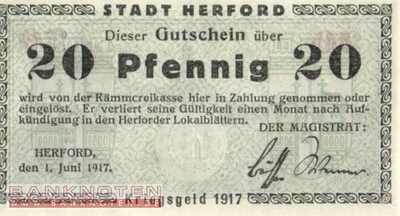 STADT HERFORD
Dieser Gutschein über
20 Pfennig 20
wird von der Kämmereikasse hier in Zahlung genommen oder
eingelöst. Er verliert seine Gültigkeit einen Monat nach Auf-
kündigung in den Herforder Lokalblättern.
DER MAGISTRAT:
HERFORD,
den 1. Juni 1917.
BANKNOTEN
Kriegsgeld 1917